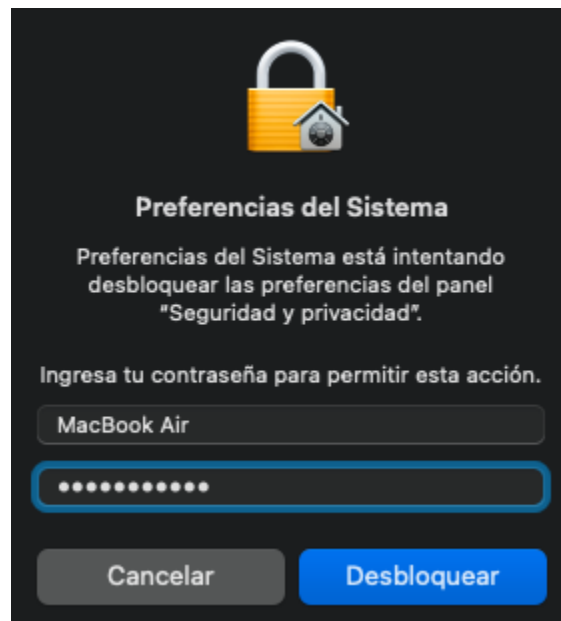 Preferencias del Sistema
Preferencias del Sistema está intentando
desbloquear las preferencias del panel
“Seguridad y privacidad”.
Ingresa tu contraseña para permitir esta acción.
MacBook Air
•••••••••••
Cancelar
Desbloquear